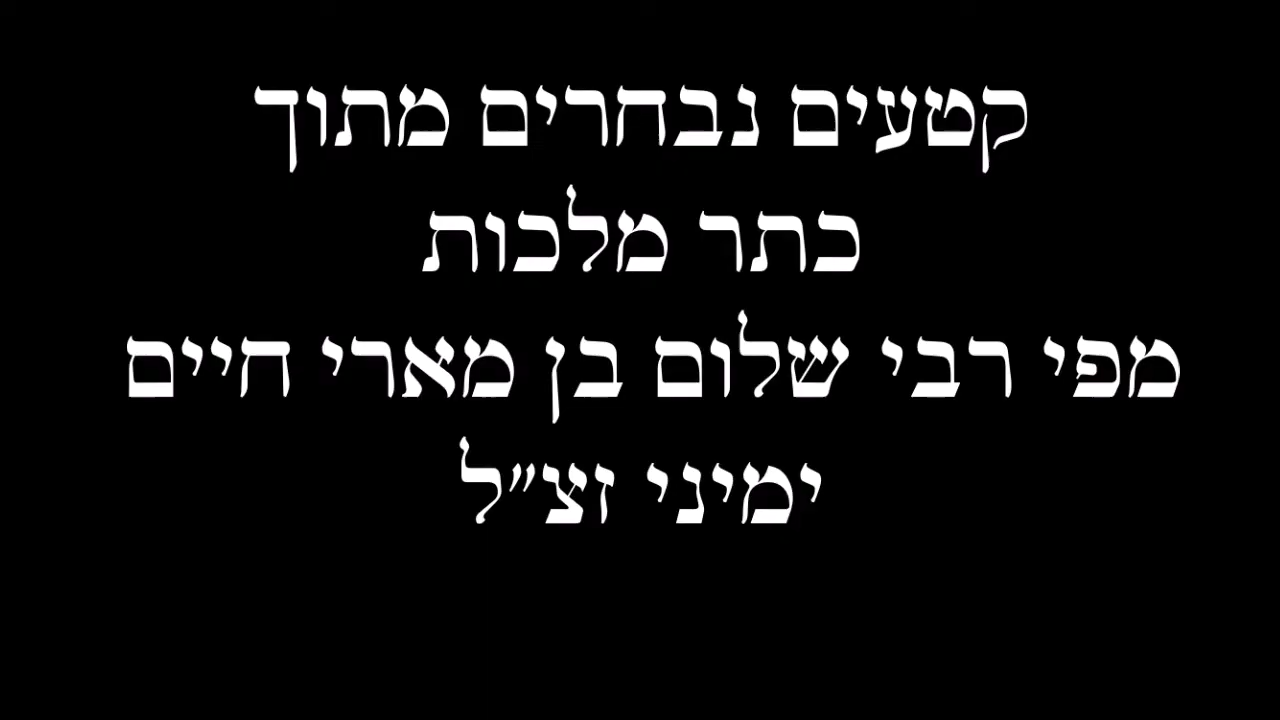 קטעים נבחרים מתוך
כתר מלכות
מפי רבי שלום בן מארי חיים
ימיני זצ"ל